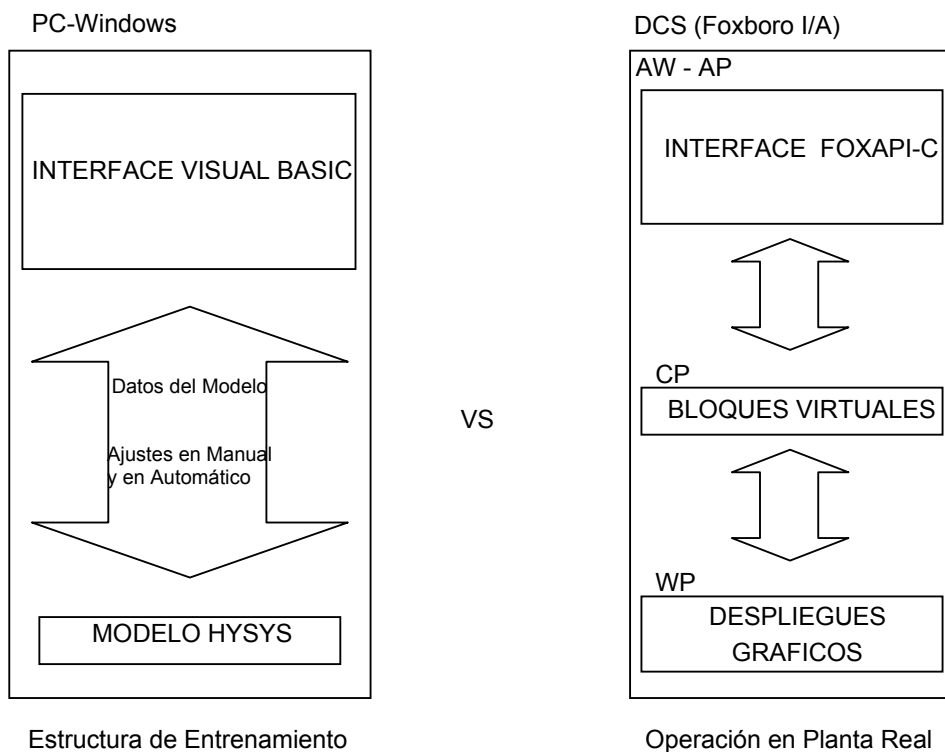 PC-Windows
INTERFACE VISUAL BASIC
Datos del Modelo
Ajustes en Manual
y en Automático
MODELO HYSYS
Estructura de Entrenamiento
VS
DCS (Foxboro I/A)
AW - AP
INTERFACE FOXAPI-C
CP
BLOQUES VIRTUALES
WP
DESPLIEGUES
GRAFICOS
Operación en Planta Real